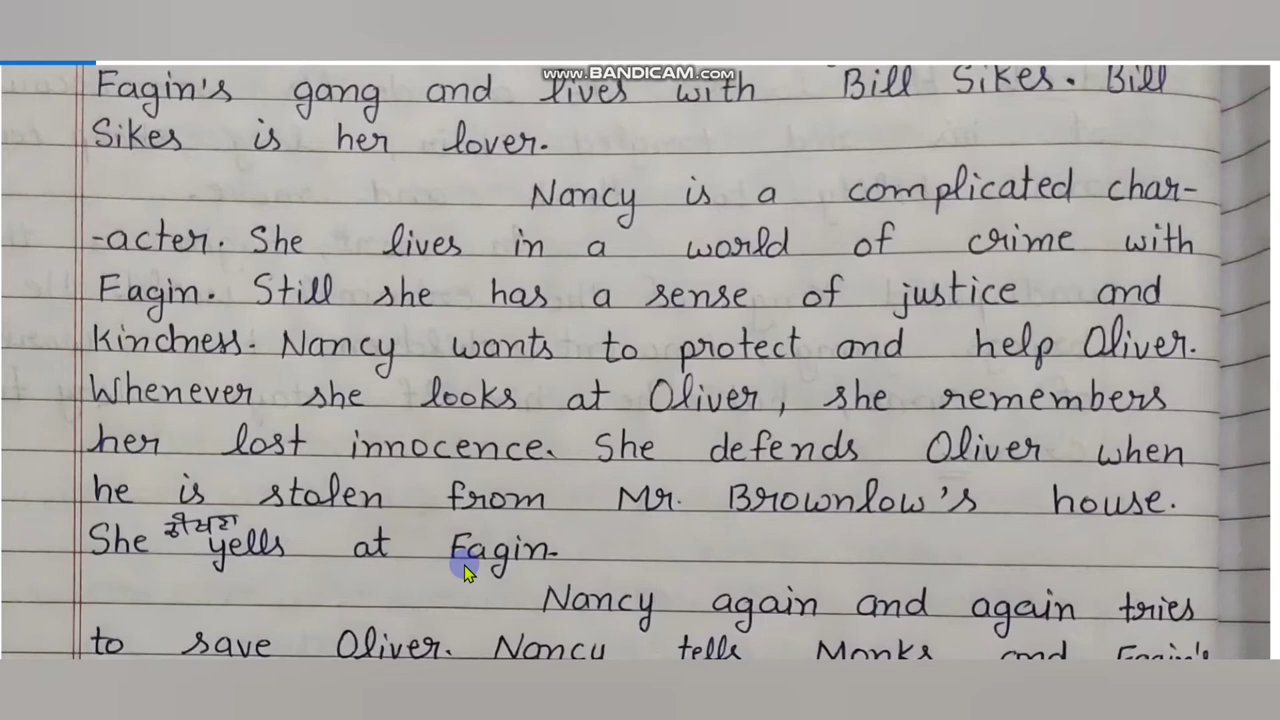 www.BANDICAM.com
Fagin's gang and lives with Bill Sikes. Bill
Sikes is her lover.
Nancy is a complicated char-
-acter. She lives in a world of crime with
Fagin. Still she has a sense of justice and
kindness. Nancy wants to protect and help Oliver.
Whenever she looks at Oliver, she remembers
her lost innocence. She defends Oliver when
he is stolen from Mr. Brownlow's house.
She yells at Fagin.
Nancy again and again tries
to save Oliver. Nancy tells Monks and Fagin's